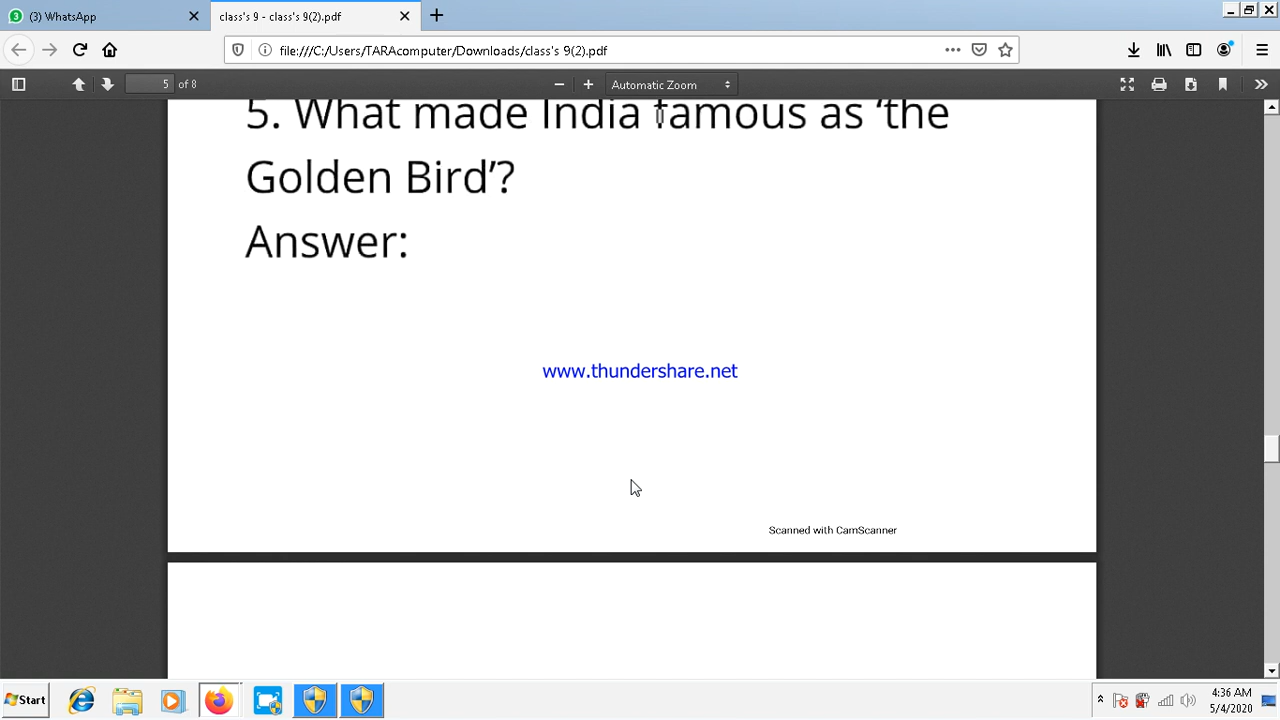 (3) WhatsApp
class's 9 - class's 9(2).pdf
file:///C:/Users/TARAcomputer/Downloads/class's 9(2).pdf
5 of 8
Automatic Zoom
5. What made India famous as ‘the
Golden Bird’?
Answer:
www.thundershare.net
Scanned with CamScanner
Start
4:36 AM
5/4/2020